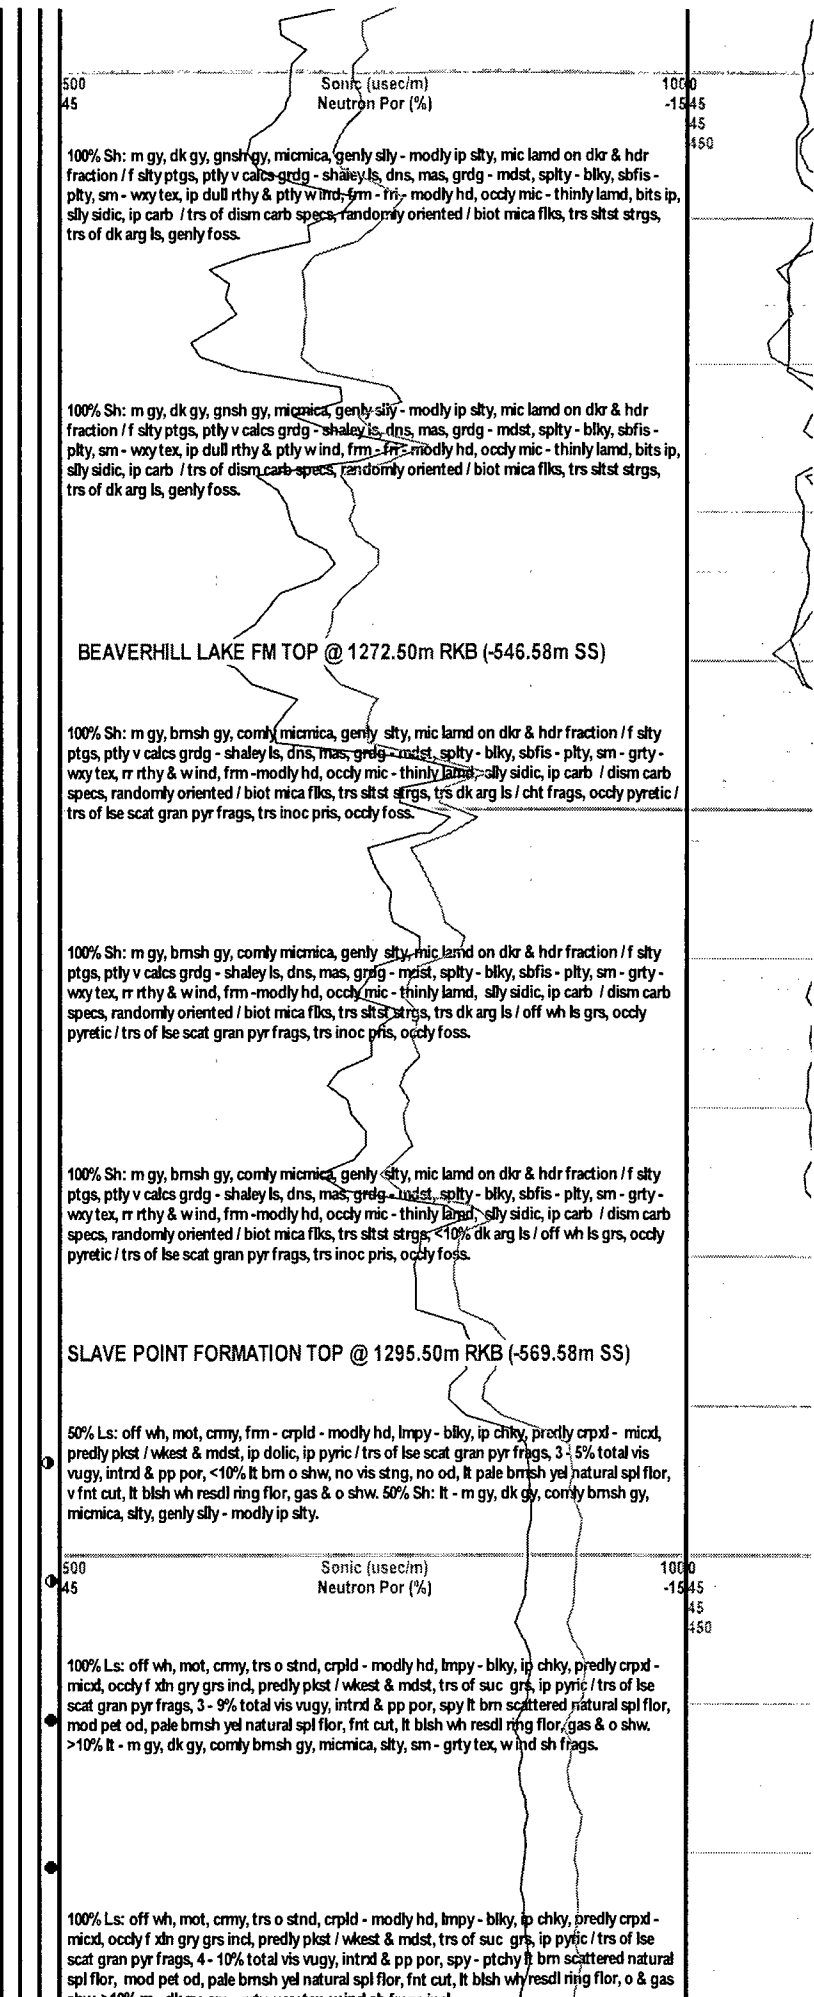 500 Sonic (usec/m) 1000
45 Neutron Por (%) -15 45
45
450
100% Sh: m gy, dk gy, gnsh gy, micmica, genly slly - modly ip slty, mic lamd on dkr & hdr
fraction / f slty ptgs, ptly v calcs grdg - shaley ls, dns, mas, grdg - mdst, splty - blky, sbfis -
plty, sm - wxy tex, ip dull rthy & ptly w ind, frm - fri - modly hd, occly mic - thinly lamd, bits ip,
slly sidic, ip carb / trs of dism carb specs, randomly oriented / biot mica flks, trs sltst strgs,
trs of dk arg ls, genly foss.
100% Sh: m gy, dk gy, gnsh gy, micmica, genly slly - modly ip slty, mic lamd on dkr & hdr
fraction / f slty ptgs, ptly v calcs grdg - shaley ls, dns, mas, grdg - mdst, splty - blky, sbfis -
plty, sm - wxy tex, ip dull rthy & ptly w ind, frm - fri - modly hd, occly mic - thinly lamd, bits ip,
slly sidic, ip carb / trs of dism carb specs, randomly oriented / biot mica flks, trs sltst strgs,
trs of dk arg ls, genly foss.
BEAVERHILL LAKE FM TOP @ 1272.50m RKB (-546.58m SS)
100% Sh: m gy, brnsh gy, comly micmica, genly slty, mic lamd on dkr & hdr fraction / f slty
ptgs, ptly v calcs grdg - shaley ls, dns, mas, grdg - mdst, splty - blky, sbfis - plty, sm - grty -
wxy tex, rr rthy & w ind, frm -modly hd, occly mic - thinly lamd, slly sidic, ip carb / dism carb
specs, randomly oriented / biot mica flks, trs sltst strgs, trs dk arg ls / cht frags, occly pyretic /
trs of lse scat gran pyr frags, trs inoc pris, occly foss.
100% Sh: m gy, brnsh gy, comly micmica, genly slty, mic lamd on dkr & hdr fraction / f slty
ptgs, ptly v calcs grdg - shaley ls, dns, mas, grdg - mdst, splty - blky, sbfis - plty, sm - grty -
wxy tex, rr rthy & w ind, frm -modly hd, occly mic - thinly lamd, slly sidic, ip carb / dism carb
specs, randomly oriented / biot mica flks, trs sltst strgs, trs dk arg ls / off wh ls grs, occly
pyretic / trs of lse scat gran pyr frags, trs inoc pris, occly foss.
100% Sh: m gy, brnsh gy, comly micmica, genly slty, mic lamd on dkr & hdr fraction / f slty
ptgs, ptly v calcs grdg - shaley ls, dns, mas, grdg - mdst, splty - blky, sbfis - plty, sm - grty -
wxy tex, rr rthy & w ind, frm -modly hd, occly mic - thinly lamd, slly sidic, ip carb / dism carb
specs, randomly oriented / biot mica flks, trs sltst strgs, <10% dk arg ls / off wh ls grs, occly
pyretic / trs of lse scat gran pyr frags, trs inoc pris, occly foss.
SLAVE POINT FORMATION TOP @ 1295.50m RKB (-569.58m SS)
50% Ls: off wh, mot, crmy, frm - crpld - modly hd, lmpy - blky, ip chky, predly crpxl - micxl,
predly pkst / wkest & mdst, ip dolic, ip pyric / trs of lse scat gran pyr frags, 3 - 5% total vis
vugy, intrxl & pp por, <10% lt brn o shw, no vis stng, no od, lt pale brnsh yel natural spl flor,
v fnt cut, lt blsh wh resdl ring flor, gas & o shw. 50% Sh: lt - m gy, dk gy, comly brnsh gy,
micmica, slty, genly slly - modly ip slty.
500 Sonic (usec/m) 1000
45 Neutron Por (%) -15 45
45
450
100% Ls: off wh, mot, crmy, trs o stnd, crpld - modly hd, lmpy - blky, ip chky, predly crpxl -
micxl, occly f xln gry grs incl, predly pkst / wkest & mdst, trs of suc grs, ip pyric / trs of lse
scat gran pyr frags, 3 - 9% total vis vugy, intrxl & pp por, spy lt brn scattered natural spl flor,
mod pet od, pale brnsh yel natural spl flor, fnt cut, lt blsh wh resdl ring flor, gas & o shw.
>10% lt - m gy, dk gy, comly brnsh gy, micmica, slty, sm - grty tex, w ind sh frags.
100% Ls: off wh, mot, crmy, trs o stnd, crpld - modly hd, lmpy - blky, ip chky, predly crpxl -
micxl, occly f xln gry grs incl, predly pkst / wkest & mdst, trs of suc grs, ip pyric / trs of lse
scat gran pyr frags, 4 - 10% total vis vugy, intrxl & pp por, spy - ptchy lt brn scattered natural
spl flor, mod pet od, pale brnsh yel natural spl flor, fnt cut, lt blsh wh resdl ring flor, o & gas